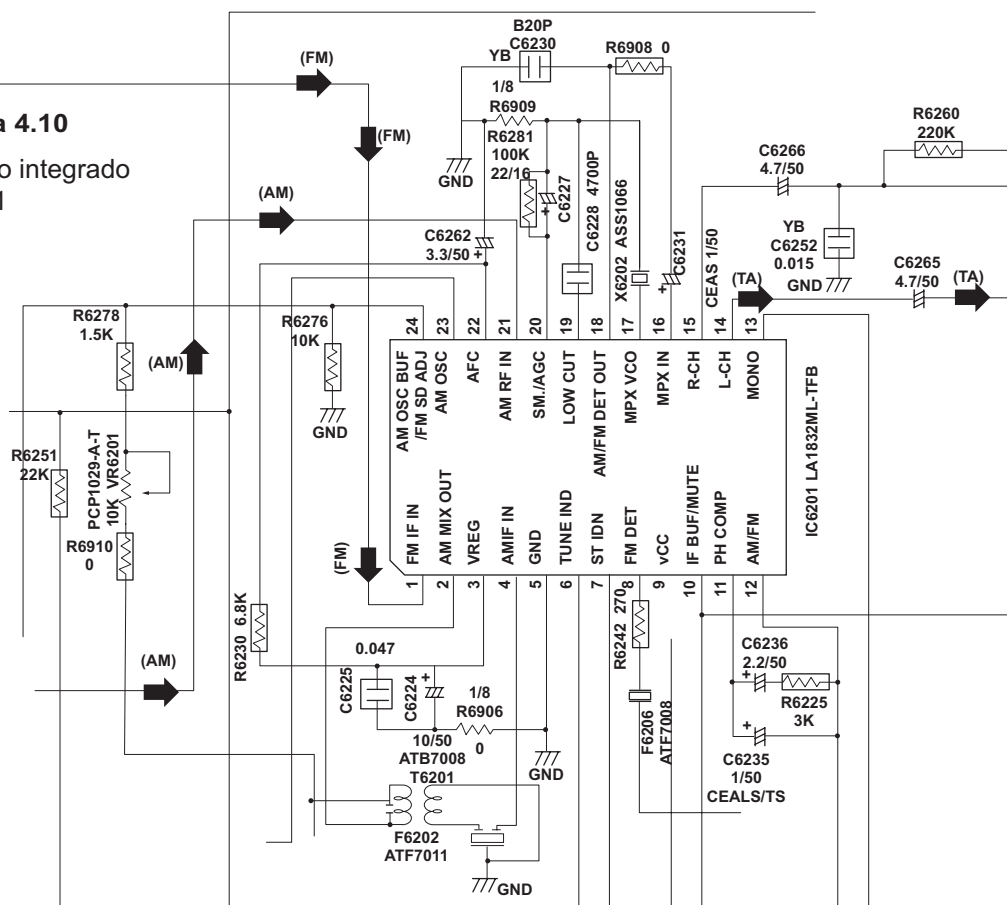 a 4.10
o integrado
(FM)
(FM)
(AM)
B20P
C6230
YB
R6908 0
1/8
R6909
R6281
100K
22/16
GND
C6227
C6228 4700P
X6202 ASS1066
C6231
CEAS 1/50
C6266
4.7/50
R6260
220K
YB
C6252
0.015
GND
C6265
4.7/50
(TA)
(TA)
C6262
3.3/50 +
R6278
1.5K
(AM)
R6276
10K
GND
R6251
22K
PCP1029-A-T
10K VR6201
R6910
0
(FM)
(AM)
R6230 6.8K
24
23
22
21
20
19
18
17
16
15
14
13
AM OSC BUF
/FM SD ADJ
AM OSC
AFC
AM RF IN
SM./AGC
LOW CUT
AM/FM DET OUT
MPX VCO
MPX IN
R-CH
L-CH
MONO
IC6201 LA1832ML-TFB
FM IF IN
AM MIX OUT
VREG
AMIF IN
GND
TUNE IND
ST IDN
FM DET
vCC
IF BUF/MUTE
PH COMP
AM/FM
1
2
3
4
5
6
7
8
9
10
11
12
0.047
C6225
C6224
+
1/8
R6906
0
10/50
ATB7008
T6201
GND
F6202
ATF7011
GND
R6242 270
F6206
ATF7008
C6236
2.2/50
R6225
3K
C6235
1/50
CEALS/TS